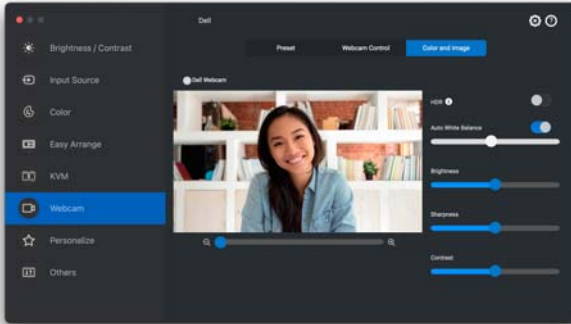 Dell
Brightness / Contrast
Input Source
Color
Easy Arrange
KVM
Webcam
Personalize
Others
Preset
Webcam Control
Color and Image
Dell Webcam
HDR
Auto White Balance
Brightness
Sharpness
Contrast